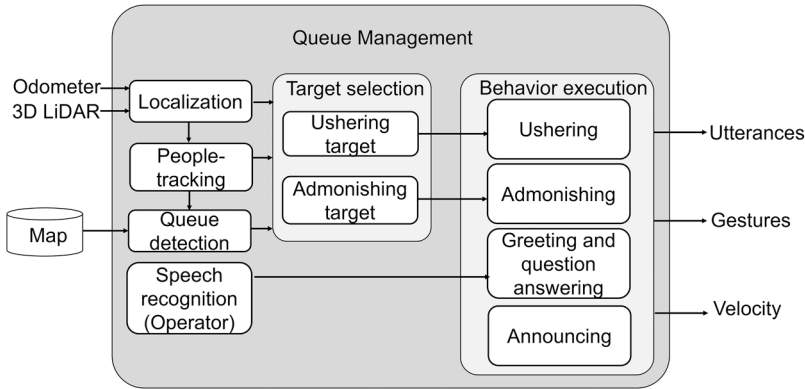 Queue Management
Odometer
3D LiDAR
Localization
People-
tracking
Map
Queue
detection
Speech
recognition
(Operator)
Target selection
Ushering
target
Admonishing
target
Behavior execution
Ushering
Admonishing
Greeting and
question
answering
Announcing
Utterances
Gestures
Velocity